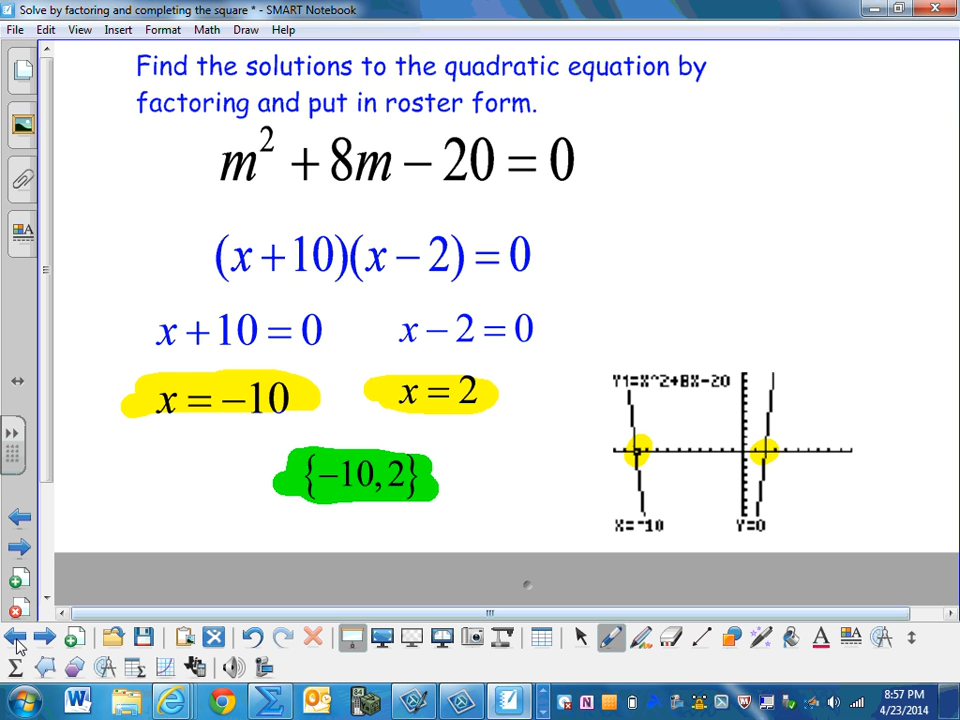 Solve by factoring and completing the square * - SMART Notebook
File Edit View Insert Format Math Draw Help
Find the solutions to the quadratic equation by
factoring and put in roster form.
m² + 8m − 20 = 0
(x + 10)(x − 2) = 0
x + 10 = 0 x − 2 = 0
x = −10 x = 2
{−10, 2}
Y1=X^2+8X-20
X=-10 Y=0
8:57 PM
4/23/2014